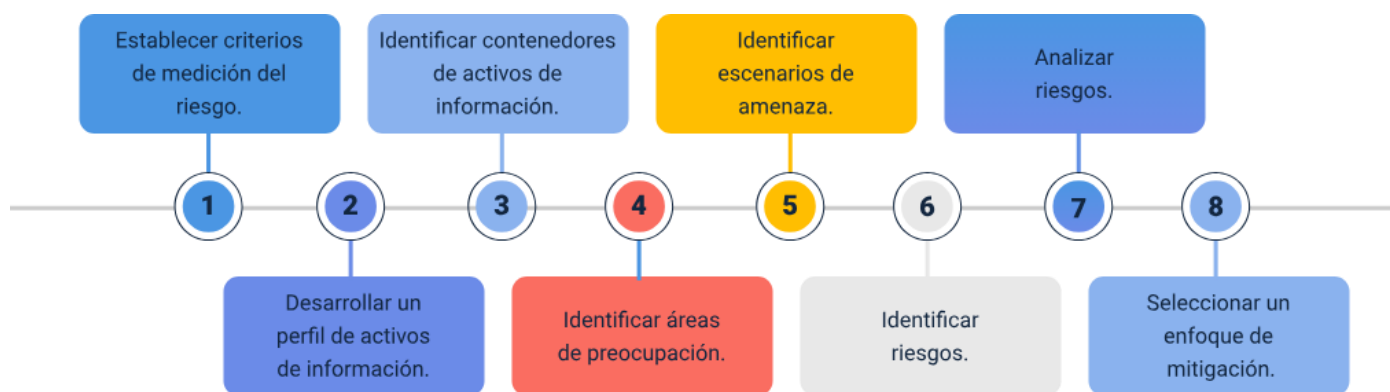 Establecer criterios
de medición del
riesgo.
Identificar contenedores
de activos de
información.
Identificar
escenarios de
amenaza.
Analizar
riesgos.
1
2
3
4
5
6
7
8
Desarrollar un
perfil de activos
de información.
Identificar áreas
de preocupación.
Identificar
riesgos.
Seleccionar un
enfoque de
mitigación.